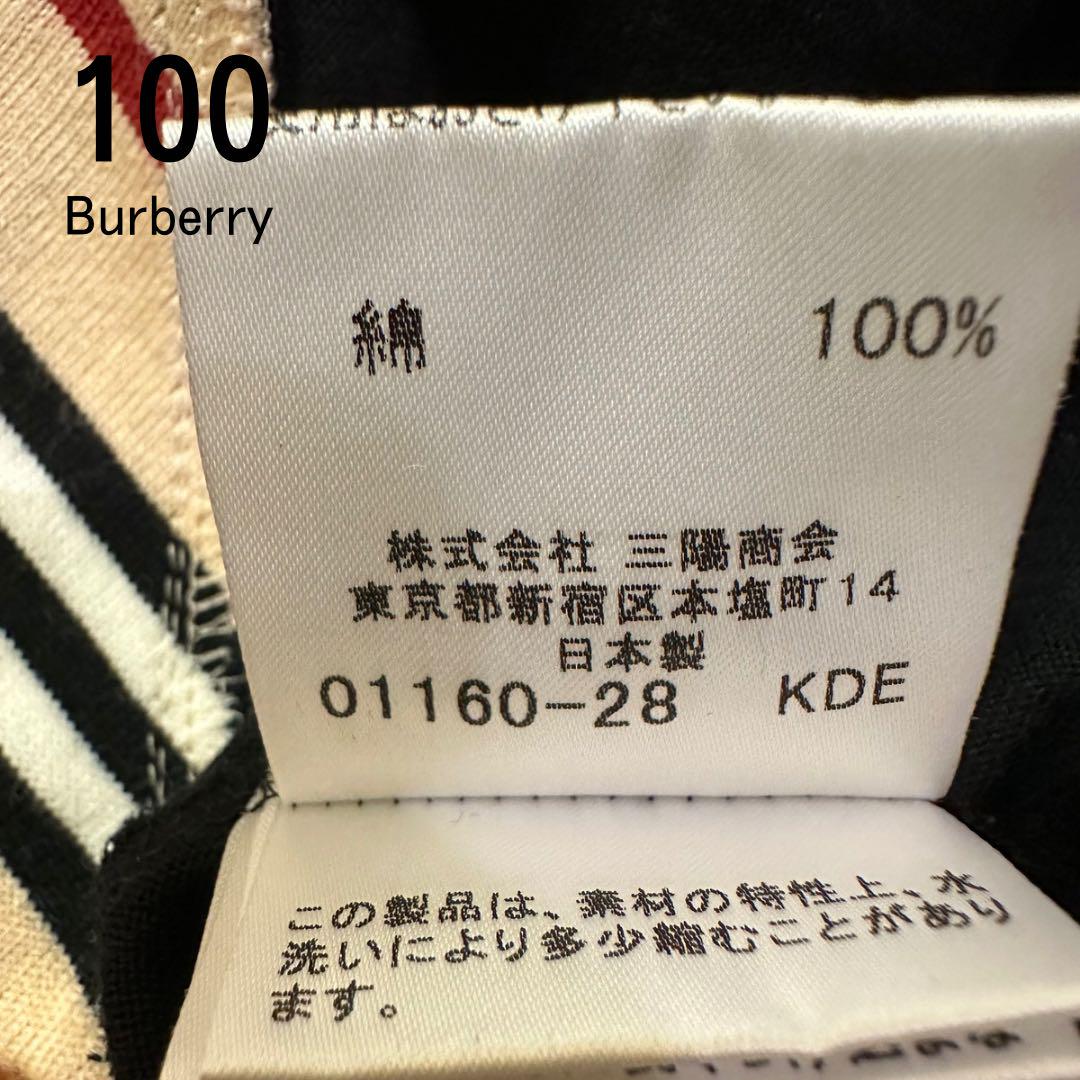 100
Burberry
綿 100%
株式会社 三陽商会
東京都新宿区本塩町14
日本製
01160-28 KDE
この製品は、素材の特性上、水
洗いにより多少縮むことがあり
ます。